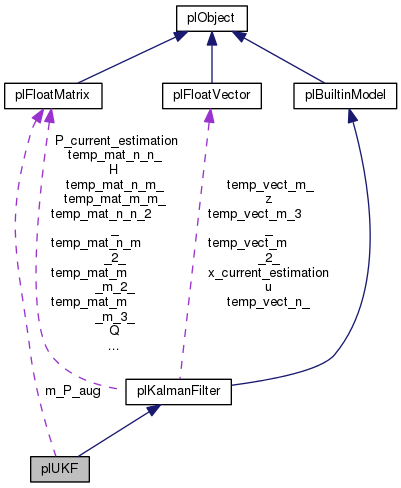 plObject
plFloatMatrix
plFloatVector
plBuiltinModel
P_current_estimation
temp_mat_n_n_
H
temp_mat_n_m_
temp_mat_m_m_
temp_mat_n_n_2
_
temp_mat_n_m
_2_
temp_mat_m
_m_2_
temp_mat_m
_m_3_
Q
...
temp_vect_m_
z
temp_vect_m_3
_
temp_vect_m
_2_
x_current_estimation
u
temp_vect_n_
m_P_aug
plKalmanFilter
plUKF